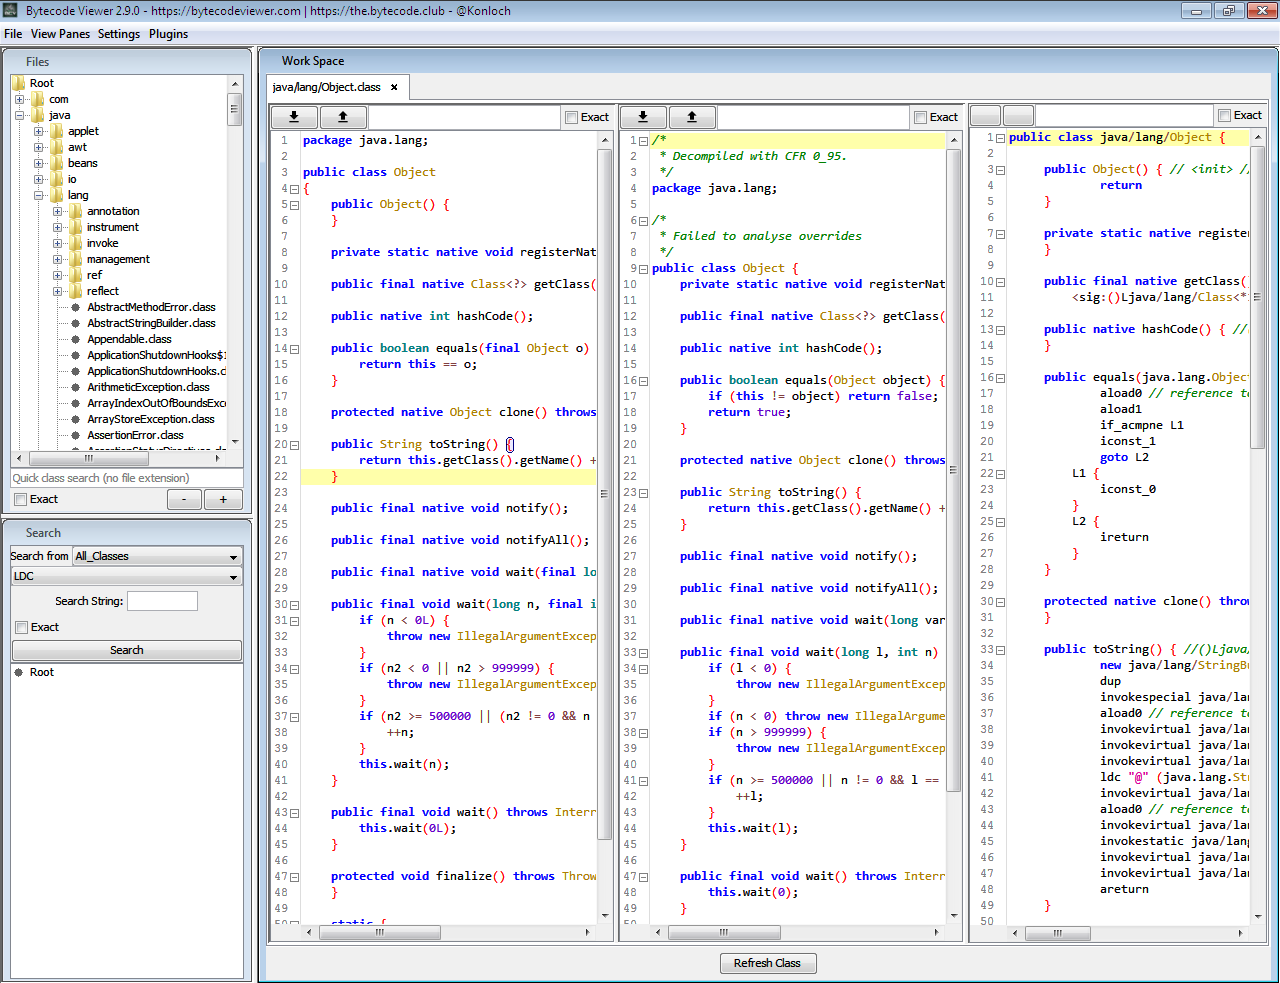 Bytecode Viewer 2.9.0 - https://bytecodeviewer.com | https://the.bytecode.club - @Konloch
File View Panes Settings Plugins
Files
Root
com
java
applet
awt
beans
io
lang
annotation
instrument
invoke
management
ref
reflect
AbstractMethodError.class
AbstractStringBuilder.class
Appendable.class
ApplicationShutdownHooks$1
ApplicationShutdownHooks.cl
ArithmeticException.class
ArrayIndexOutOfBoundsExce
ArrayStoreException.class
AssertionError.class
Quick class search (no file extension)
Exact - +
Search
Search from All_Classes
LDC
Search String:
Exact
Search
Root
Work Space
java/lang/Object.class ×
Exact
1 package java.lang;
2
3 public class Object
4 {
5 public Object() {
6 }
7
8 private static native void registerNat
9
10 public final native Class<?> getClass(
11
12 public native int hashCode();
13
14 public boolean equals(final Object o)
15 return this == o;
16 }
17
18 protected native Object clone() throws
19
20 public String toString() {
21 return this.getClass().getName() +
22 }
23
24 public final native void notify();
25
26 public final native void notifyAll();
27
28 public final native void wait(final lo
29
30 public final void wait(long n, final i
31 if (n < 0L) {
32 throw new IllegalArgumentExcep
33 }
34 if (n2 < 0 || n2 > 999999) {
35 throw new IllegalArgumentExcep
36 }
37 if (n2 >= 500000 || (n2 != 0 && n
38 ++n;
39 }
40 this.wait(n);
41 }
42
43 public final void wait() throws Interr
44 this.wait(0L);
45 }
46
47 protected void finalize() throws Throw
48 }
49
50 static {
Exact
1 /*
2 * Decompiled with CFR 0_95.
3 */
4 package java.lang;
5
6 /*
7 * Failed to analyse overrides
8 */
9 public class Object {
10 private static native void registerNat
11
12 public final native Class<?> getClass(
13
14 public native int hashCode();
15
16 public boolean equals(Object object) {
17 if (this != object) return false;
18 return true;
19 }
20
21 protected native Object clone() throws
22
23 public String toString() {
24 return this.getClass().getName() +
25 }
26
27 public final native void notify();
28
29 public final native void notifyAll();
30
31 public final native void wait(long var
32
33 public final void wait(long l, int n)
34 if (l < 0) {
35 throw new IllegalArgumentExcep
36 }
37 if (n < 0) throw new IllegalArgume
38 if (n > 999999) {
39 throw new IllegalArgumentExcep
40 }
41 if (n >= 500000 || n != 0 && l ==
42 ++l;
43 }
44 this.wait(l);
45 }
46
47 public final void wait() throws Interr
48 this.wait(0);
49 }
Exact
1 public class java/lang/Object {
2
3 public Object() { // <init> //
4 return
5 }
6
7 private static native register
8 }
9
10 public final native getClass()
11 <sig:()Ljava/lang/Class<*
12
13 public native hashCode() { //
14 }
15
16 public equals(java.lang.Object
17 aload0 // reference to
18 aload1
19 if_acmpne L1
20 iconst_1
21 goto L2
22 L1 {
23 iconst_0
24 }
25 L2 {
26 ireturn
27 }
28 }
29
30 protected native clone() throw
31 }
32
33 public toString() { //()Ljava/
34 new java/lang/StringBu
35 dup
36 invokespecial java/lan
37 aload0 // reference to
38 invokevirtual java/lan
39 invokevirtual java/lan
40 invokevirtual java/lan
41 ldc "@" (java.lang.Str
42 invokevirtual java/lan
43 aload0 // reference to
44 invokevirtual java/lan
45 invokestatic java/lang
46 invokevirtual java/lan
47 invokevirtual java/lan
48 areturn
49 }
50
Refresh Class